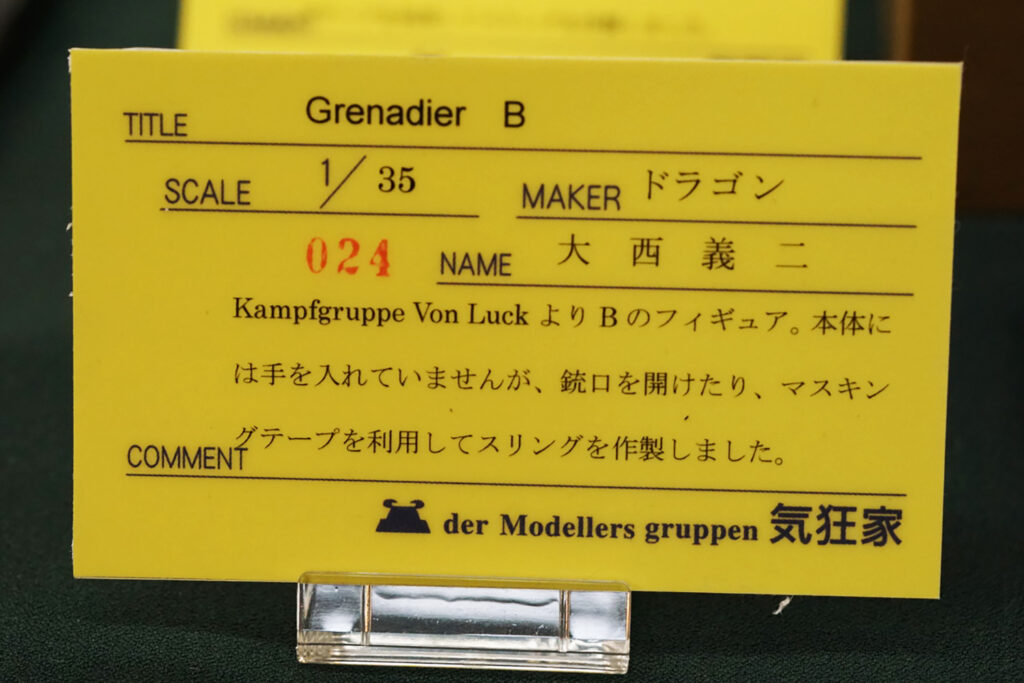 TITLE Grenadier B
SCALE 1/35 MAKER ドラゴン
024 NAME 大西義二
Kampfgruppe Von Luck より B のフィギュア。本体に
は手を入れていませんが、銃口を開けたり、マスキン
グテープを利用してスリングを作製しました。
COMMENT
der Modellers gruppen 気狂家